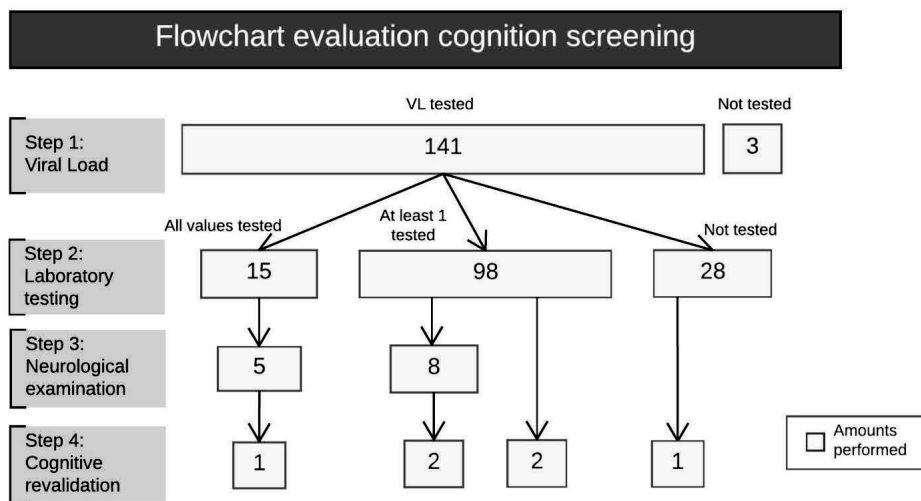 Flowchart evaluation cognition screening
VL tested
Not tested
Step 1:
Viral Load
141
3
All values tested
At least 1
tested
Not tested
Step 2:
Laboratory
testing
15
98
28
Step 3:
Neurological
examination
5
8
Step 4:
Cognitive
revalidation
1
2
2
1
Amounts
performed